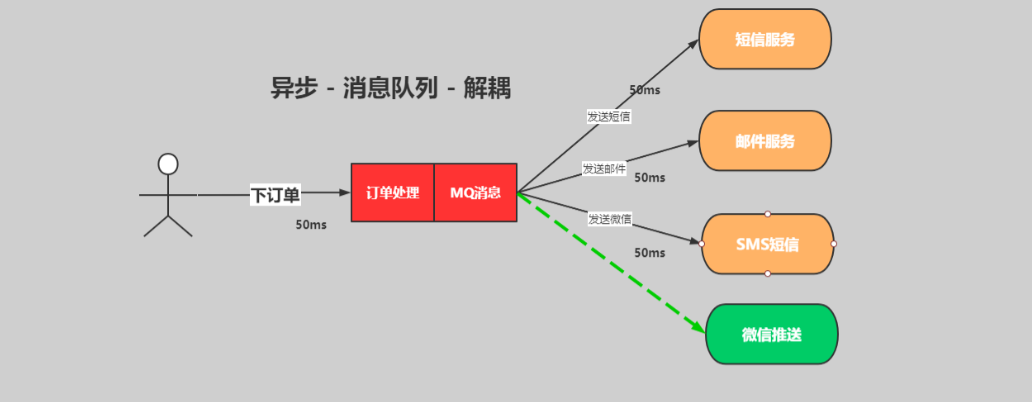 异步 - 消息队列 - 解耦
下订单
50ms
订单处理
MQ消息
发送短信
50ms
短信服务
发送邮件
50ms
邮件服务
发送微信
50ms
SMS短信
微信推送